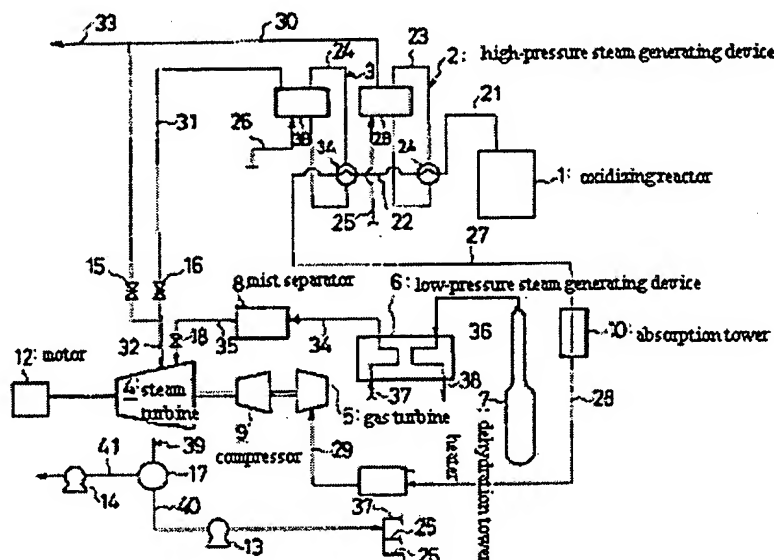 33
30
24
3
23
2: high-pressure steam generating device
21
31
26
3B
2B
34
24
1: oxidizing reactor
25
22
27
15
16
8
mist separator
6: low-pressure steam generating device
36
10: absorption tower
18
35
34
32
12: motor
4: steam
turbine
37
38
7: dehydration tower
28
5: gas turbine
9:
compressor
39
29
heater
41
17
14
40
37
25
13
26